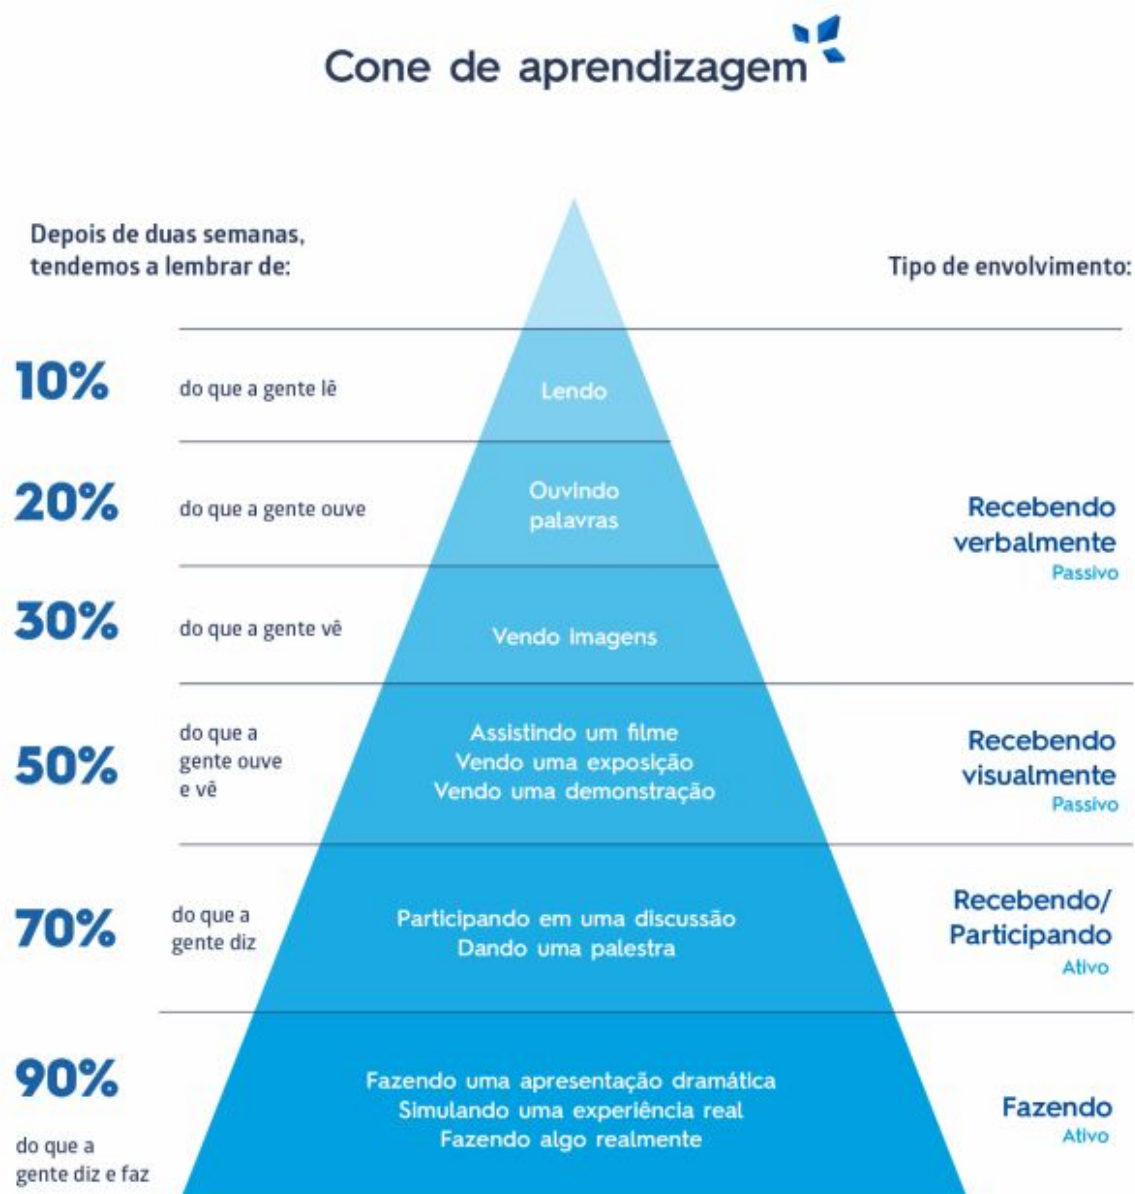 Cone de aprendizagem
Depois de duas semanas,
tendemos a lembrar de:
Tipo de envolvimento:
10%
do que a gente lê
Lendo
20%
do que a gente ouve
Ouvindo
palavras
Recebendo
verbalmente
Passivo
30%
do que a gente vê
Vendo Imagens
50%
do que a
gente ouve
e vê
Assistindo um filme
Vendo uma exposição
Vendo uma demonstração
Recebendo
visualmente
Passivo
70%
do que a
gente diz
Participando em uma discussão
Dando uma palestra
Recebendo/
Participando
Ativo
90%
do que a
gente diz e faz
Fazendo uma apresentação dramática
Simulando uma experiência real
Fazendo algo realmente
Fazendo
Ativo